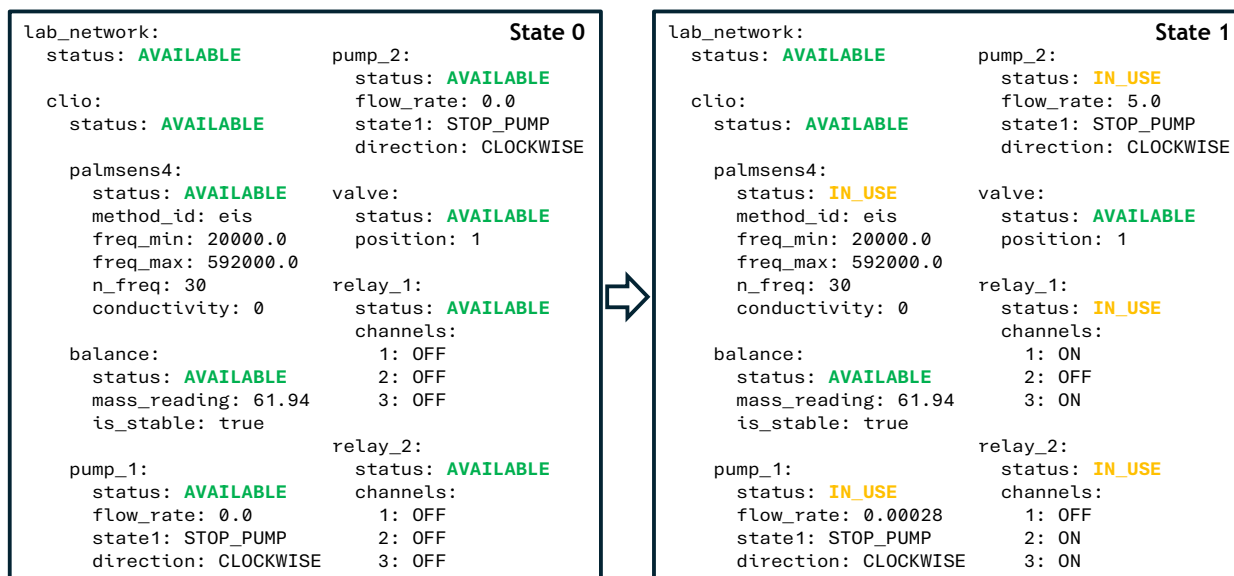 State 0
lab_network:
status: AVAILABLE
clio:
status: AVAILABLE
palmsens4:
status: AVAILABLE
method_id: eis
freq_min: 20000.0
freq_max: 592000.0
n_freq: 30
conductivity: 0
balance:
status: AVAILABLE
mass_reading: 61.94
is_stable: true
pump_1:
status: AVAILABLE
flow_rate: 0.0
state1: STOP_PUMP
direction: CLOCKWISE
pump_2:
status: AVAILABLE
flow_rate: 0.0
state1: STOP_PUMP
direction: CLOCKWISE
valve:
status: AVAILABLE
position: 1
relay_1:
status: AVAILABLE
channels:
1: OFF
2: OFF
3: OFF
relay_2:
status: AVAILABLE
channels:
1: OFF
2: OFF
3: OFF
State 1
lab_network:
status: AVAILABLE
clio:
status: AVAILABLE
palmsens4:
status: IN_USE
method_id: eis
freq_min: 20000.0
freq_max: 592000.0
n_freq: 30
conductivity: 0
balance:
status: AVAILABLE
mass_reading: 61.94
is_stable: true
pump_1:
status: IN_USE
flow_rate: 0.00028
state1: STOP_PUMP
direction: CLOCKWISE
pump_2:
status: IN_USE
flow_rate: 5.0
state1: STOP_PUMP
direction: CLOCKWISE
valve:
status: AVAILABLE
position: 1
relay_1:
status: IN_USE
channels:
1: ON
2: OFF
3: ON
relay_2:
status: IN_USE
channels:
1: OFF
2: ON
3: ON